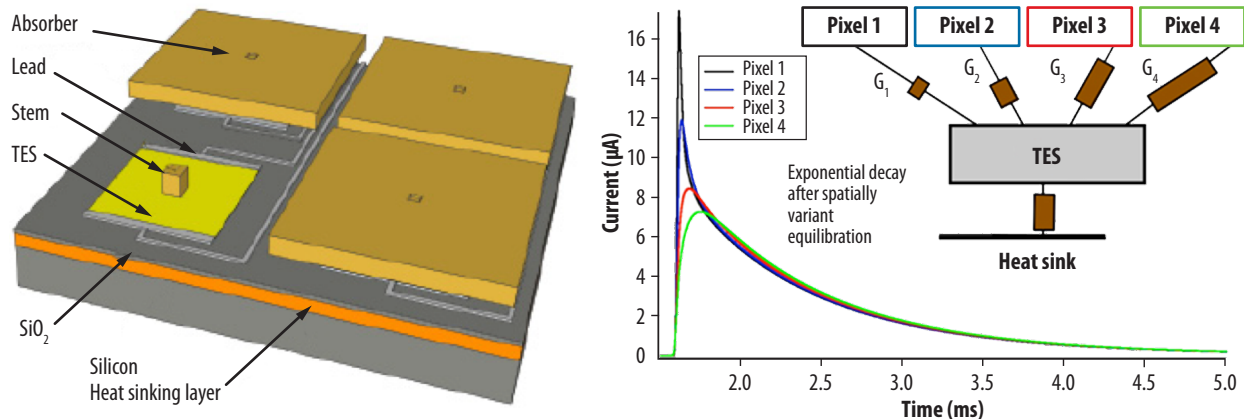 Absorber
Lead
Stem
TES
SiO₂
Silicon
Heat sinking layer
Current (µA)
16
14
12
10
8
6
4
2
0
Pixel 1
Pixel 2
Pixel 3
Pixel 4
Exponential decay
after spatially
variant
equilibration
Pixel 1 Pixel 2 Pixel 3 Pixel 4
G₁ G₂ G₃ G₄
TES
Heat sink
2.0 2.5 3.0 3.5 4.0 4.5 5.0
Time (ms)